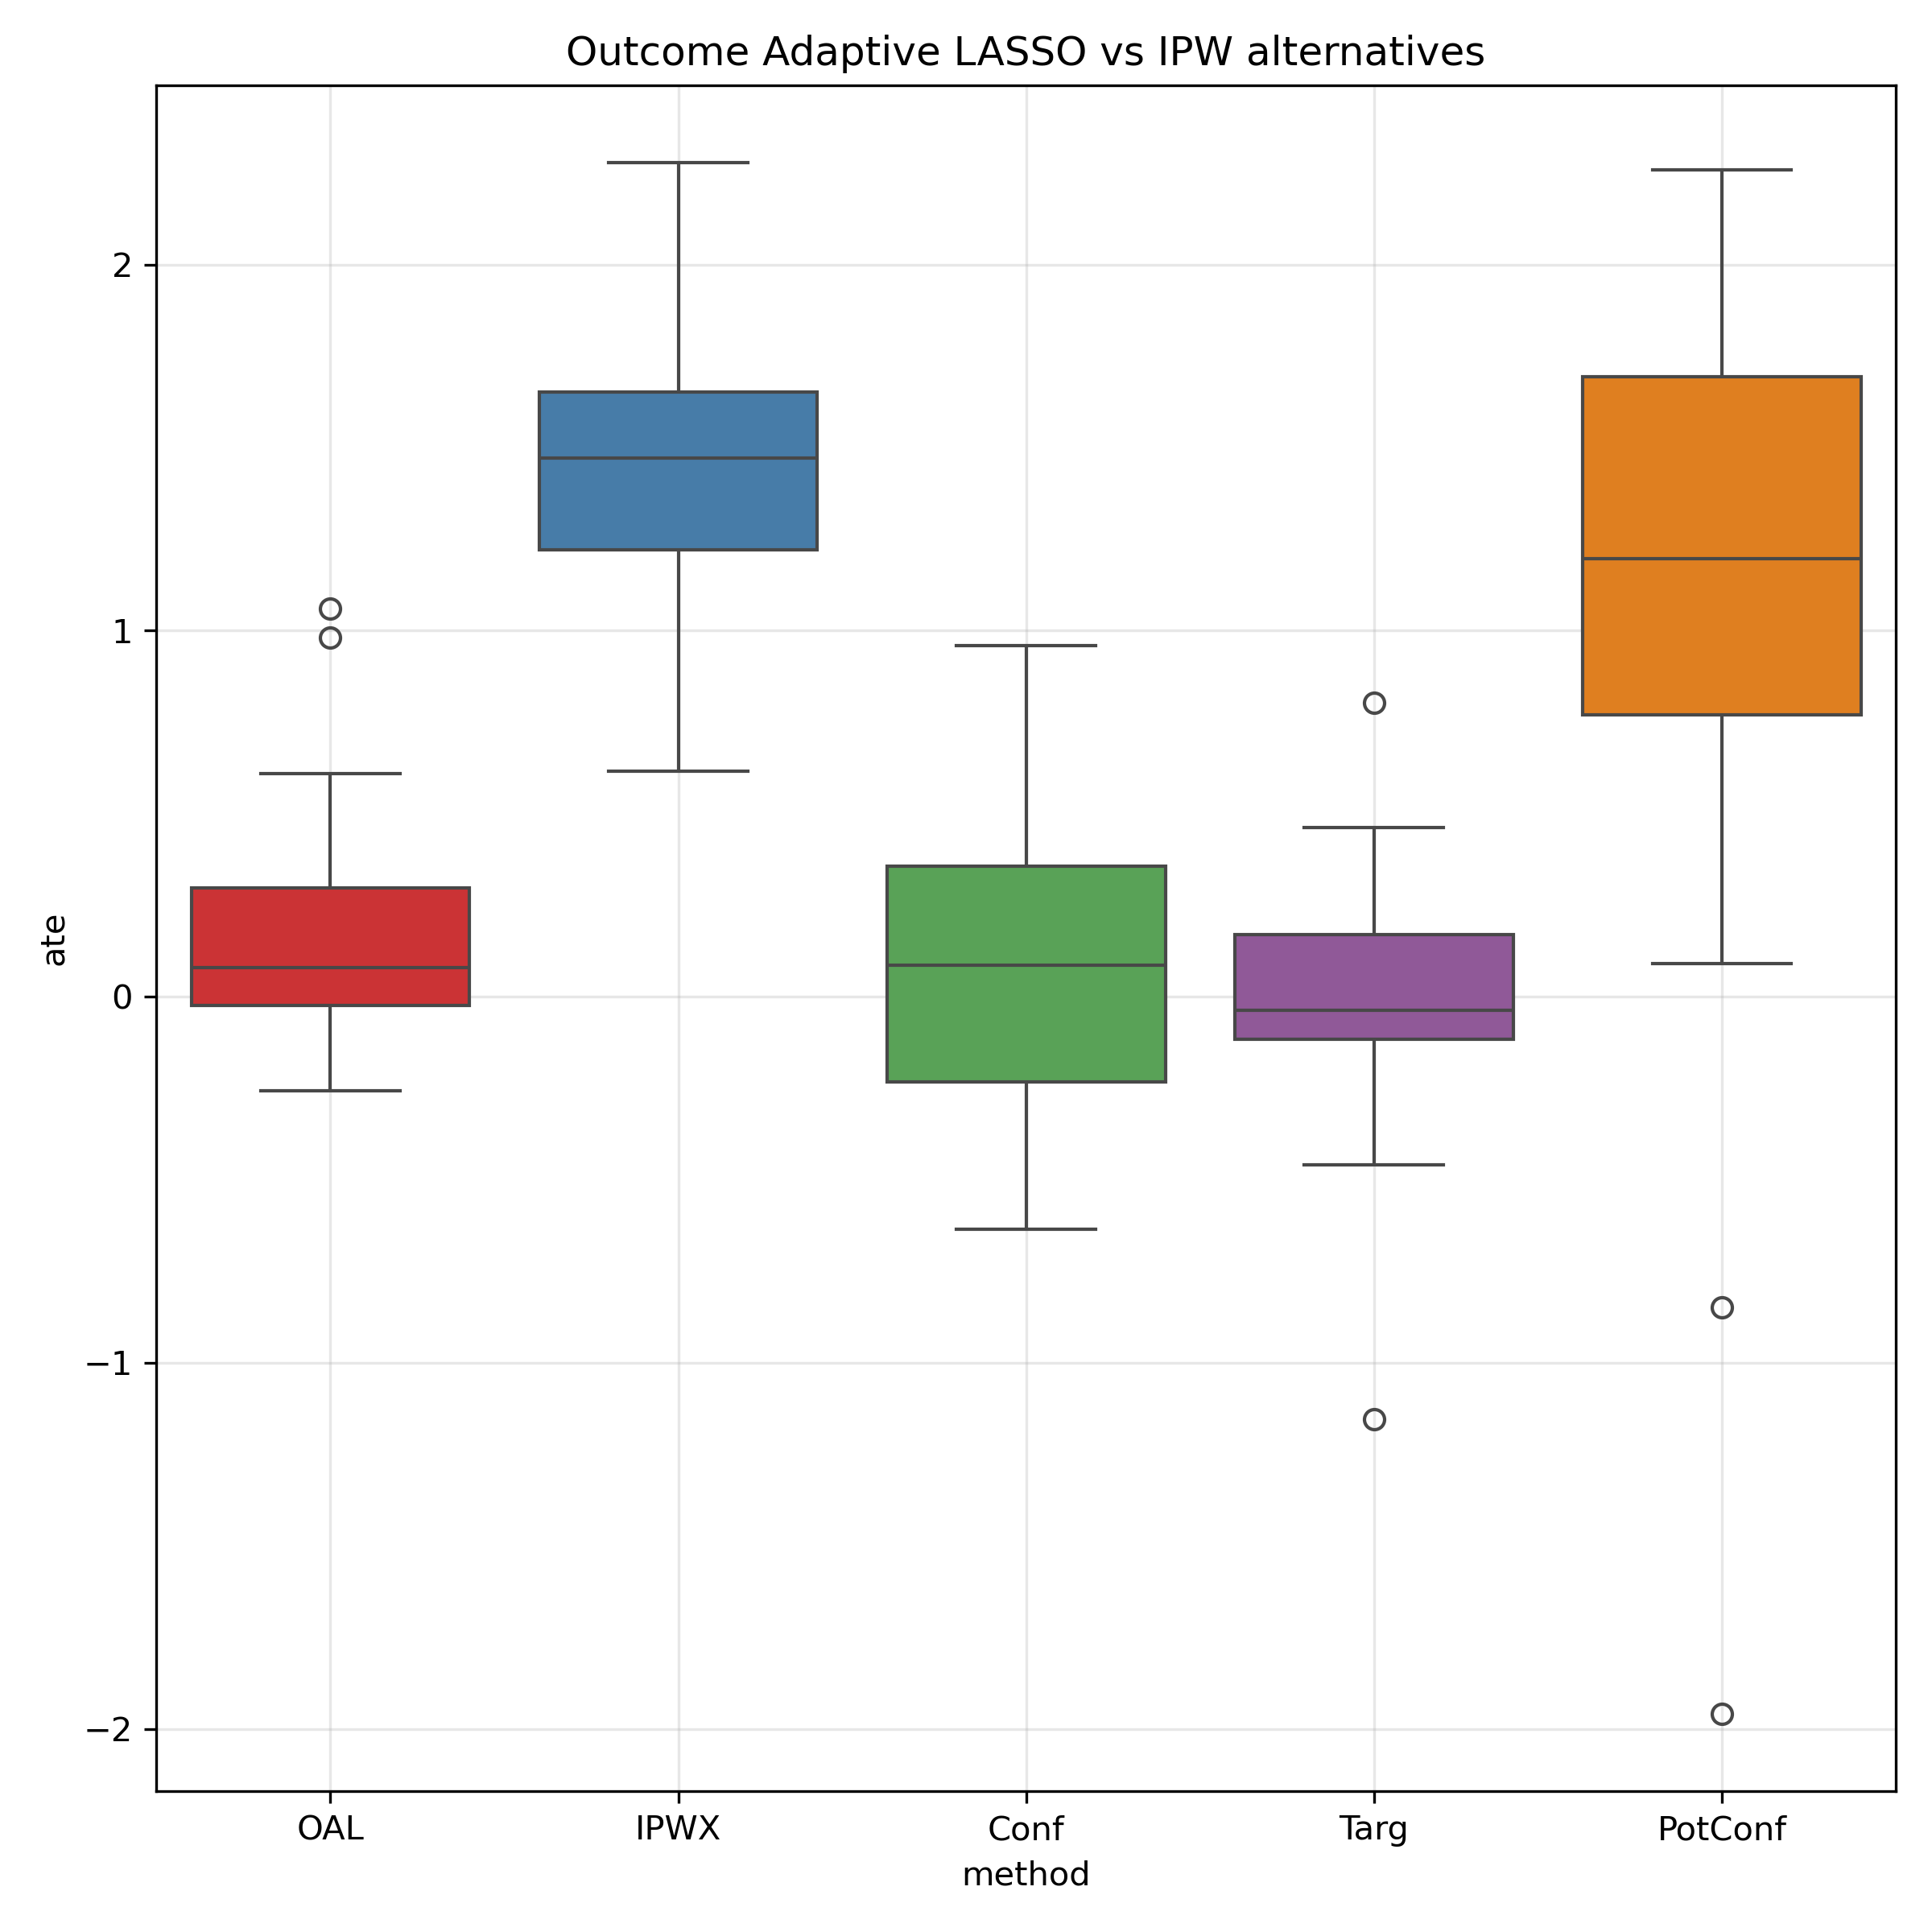 Outcome Adaptive LASSO vs IPW alternatives
ate
2
1
0
−1
−2
OAL IPWX Conf Targ PotConf
method